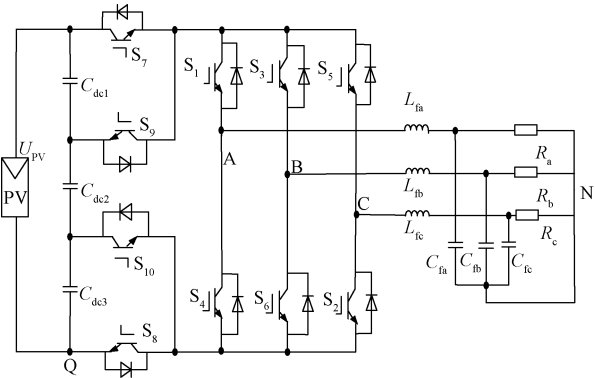 S7
Cdc1
S9
UPV
PV
Cdc2
S10
Cdc3
S8
Q
S1
S3
S5
A
B
C
S4
S6
S2
Lfa
Lfb
Lfc
Ra
Rb
Rc
N
Cfa
Cfb
Cfc